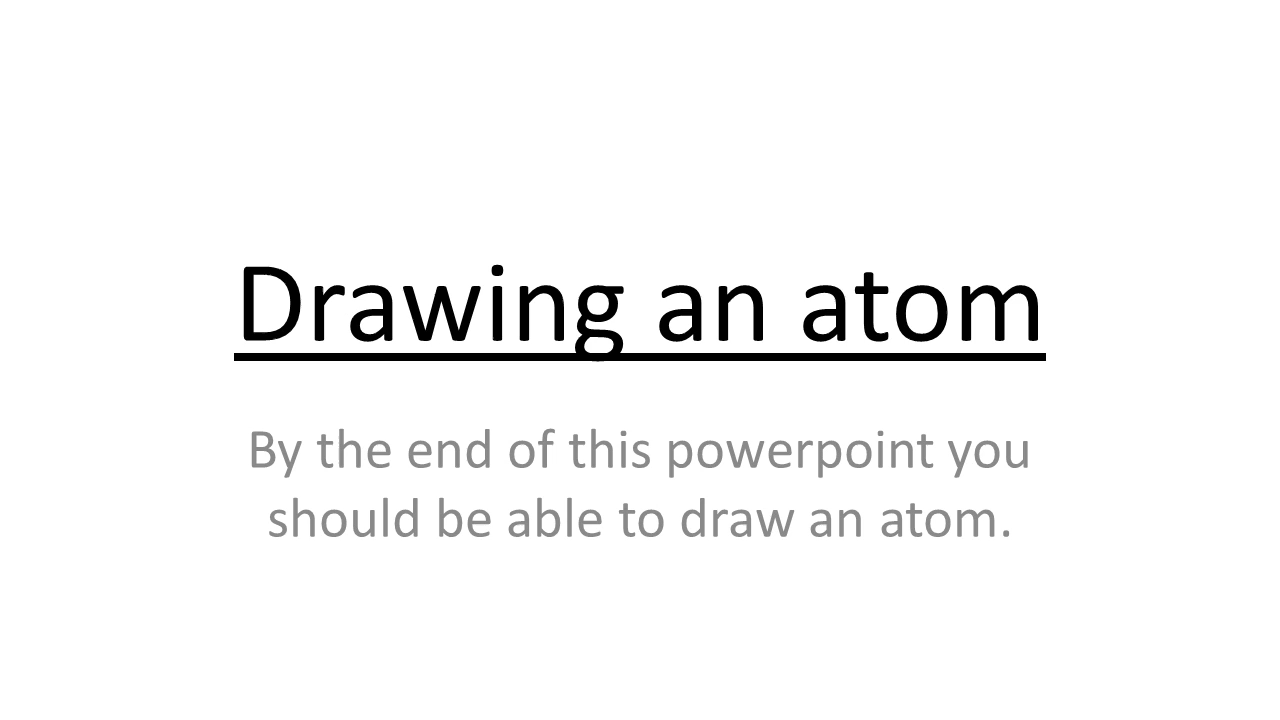 Drawing an atom
By the end of this powerpoint you
should be able to draw an atom.